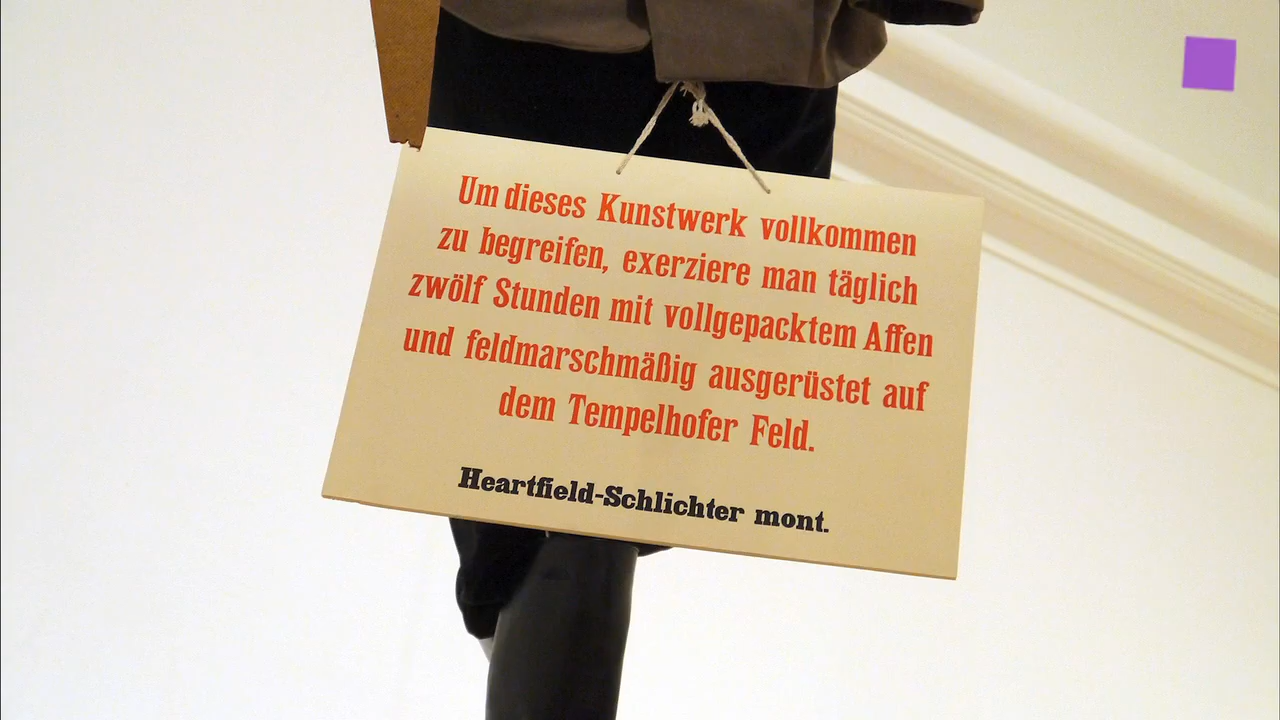 Um dieses Kunstwerk vollkommen
zu begreifen, exerziere man täglich
zwölf Stunden mit vollgepacktem Affen
und feldmarschmäßig ausgerüstet auf
dem Tempelhofer Feld.
Heartfield-Schlichter mont.